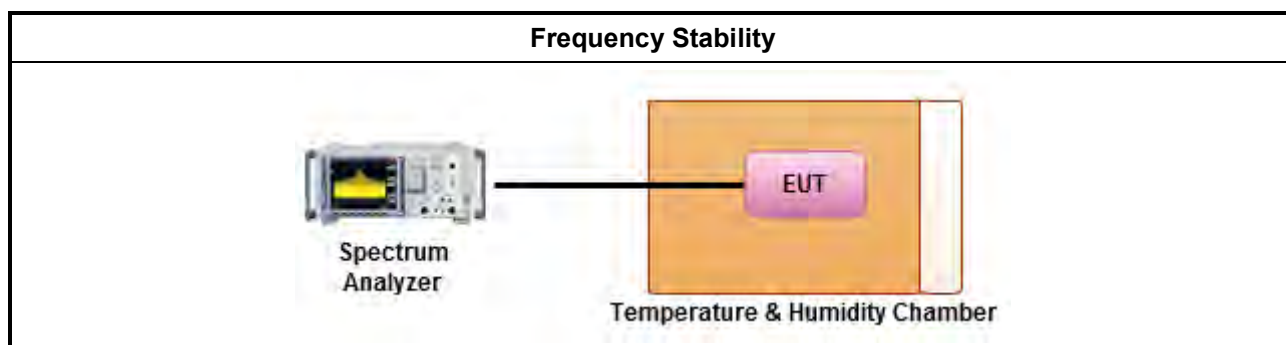 Frequency Stability
EUT
Spectrum
Analyzer
Temperature & Humidity Chamber